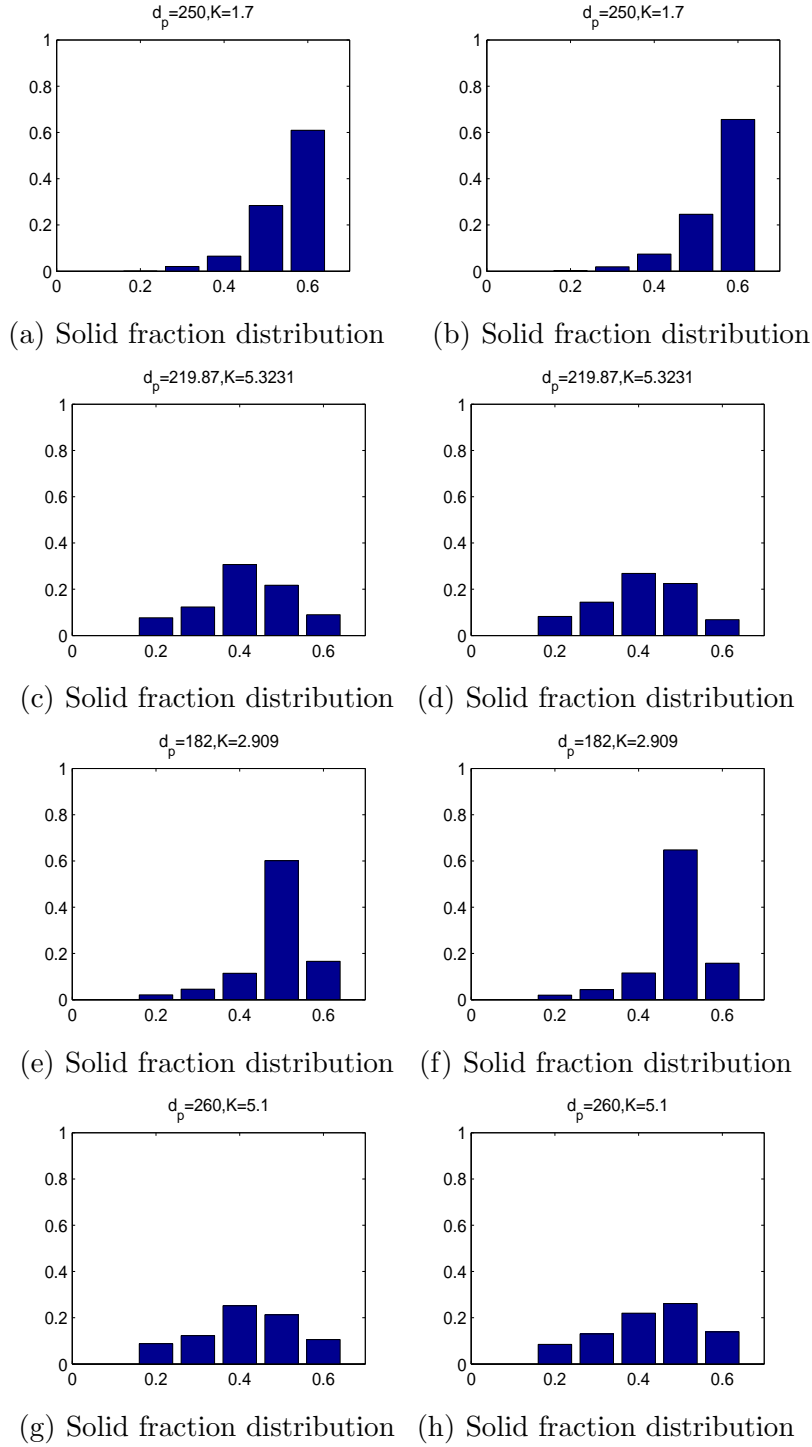 d_p=250,K=1.7
d_p=250,K=1.7
1
0.8
0.6
0.4
0.2
0
0 0.2 0.4 0.6
1
0.8
0.6
0.4
0.2
0
0 0.2 0.4 0.6
(a) Solid fraction distribution
(b) Solid fraction distribution
d_p=219.87,K=5.3231
d_p=219.87,K=5.3231
1
0.8
0.6
0.4
0.2
0
0 0.2 0.4 0.6
1
0.8
0.6
0.4
0.2
0
0 0.2 0.4 0.6
(c) Solid fraction distribution
(d) Solid fraction distribution
d_p=182,K=2.909
d_p=182,K=2.909
1
0.8
0.6
0.4
0.2
0
0 0.2 0.4 0.6
1
0.8
0.6
0.4
0.2
0
0 0.2 0.4 0.6
(e) Solid fraction distribution
(f) Solid fraction distribution
d_p=260,K=5.1
d_p=260,K=5.1
1
0.8
0.6
0.4
0.2
0
0 0.2 0.4 0.6
1
0.8
0.6
0.4
0.2
0
0 0.2 0.4 0.6
(g) Solid fraction distribution
(h) Solid fraction distribution